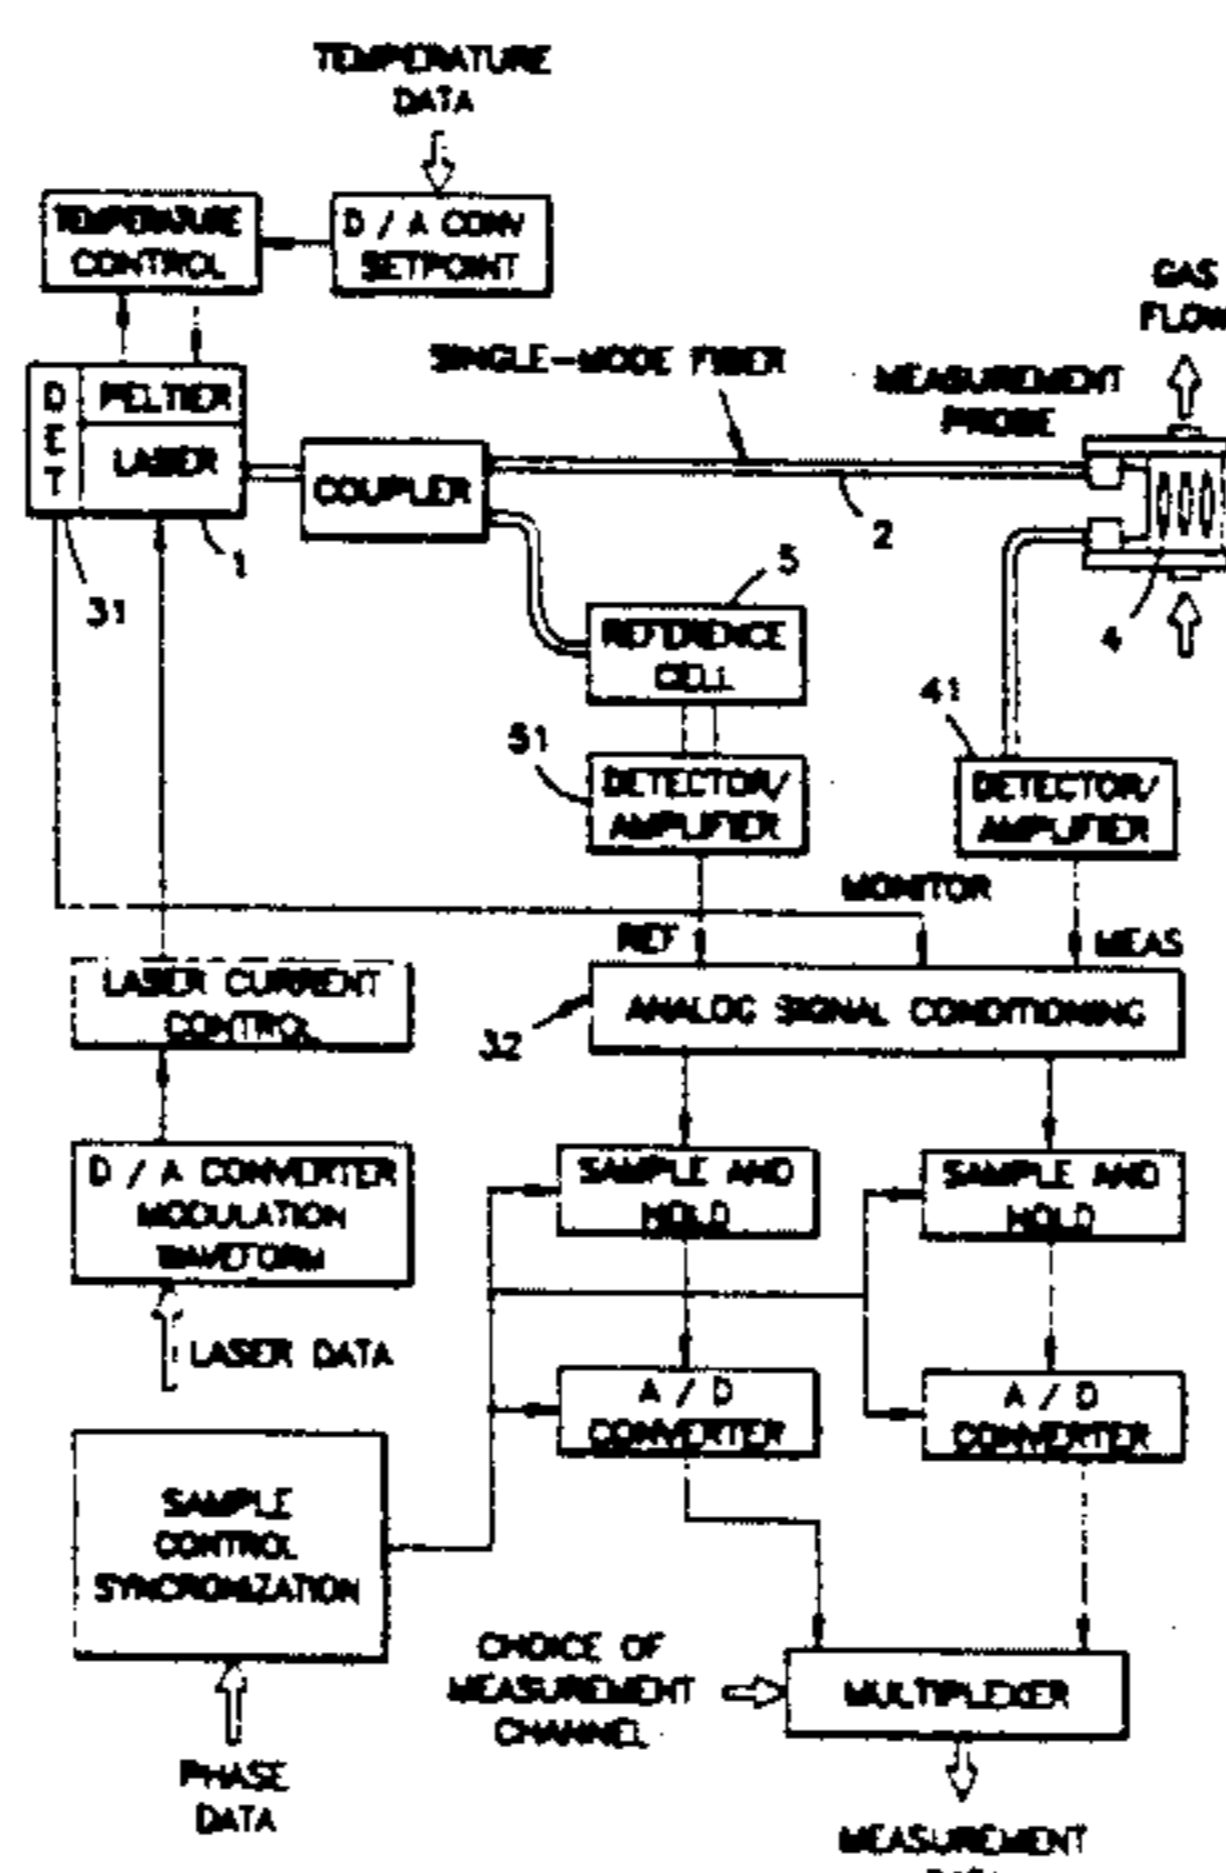 TEMPERATURE
DATA
TEMPERATURE
CONTROL
D / A CONV
SETPOINT
GAS
FLOW
SINGLE-MODE FIBER
MEASUREMENT
PROBE
DET
PELTIER
LASER
COUPLER
2
1
31
5
4
REFERENCE
CELL
41
51
DETECTOR/
AMPLIFIER
DETECTOR/
AMPLIFIER
MONITOR
REF
MEAS
LASER CURRENT
CONTROL
ANALOG SIGNAL CONDITIONING
32
D / A CONVERTER
MODULATION
WAVEFORM
SAMPLE AND
HOLD
SAMPLE AND
HOLD
LASER DATA
A / D
CONVERTER
A / D
CONVERTER
SAMPLE
CONTROL
SYNCRONIZATION
CHOICE OF
MEASUREMENT
CHANNEL
MULTIPLEXER
PHASE
DATA
MEASUREMENT